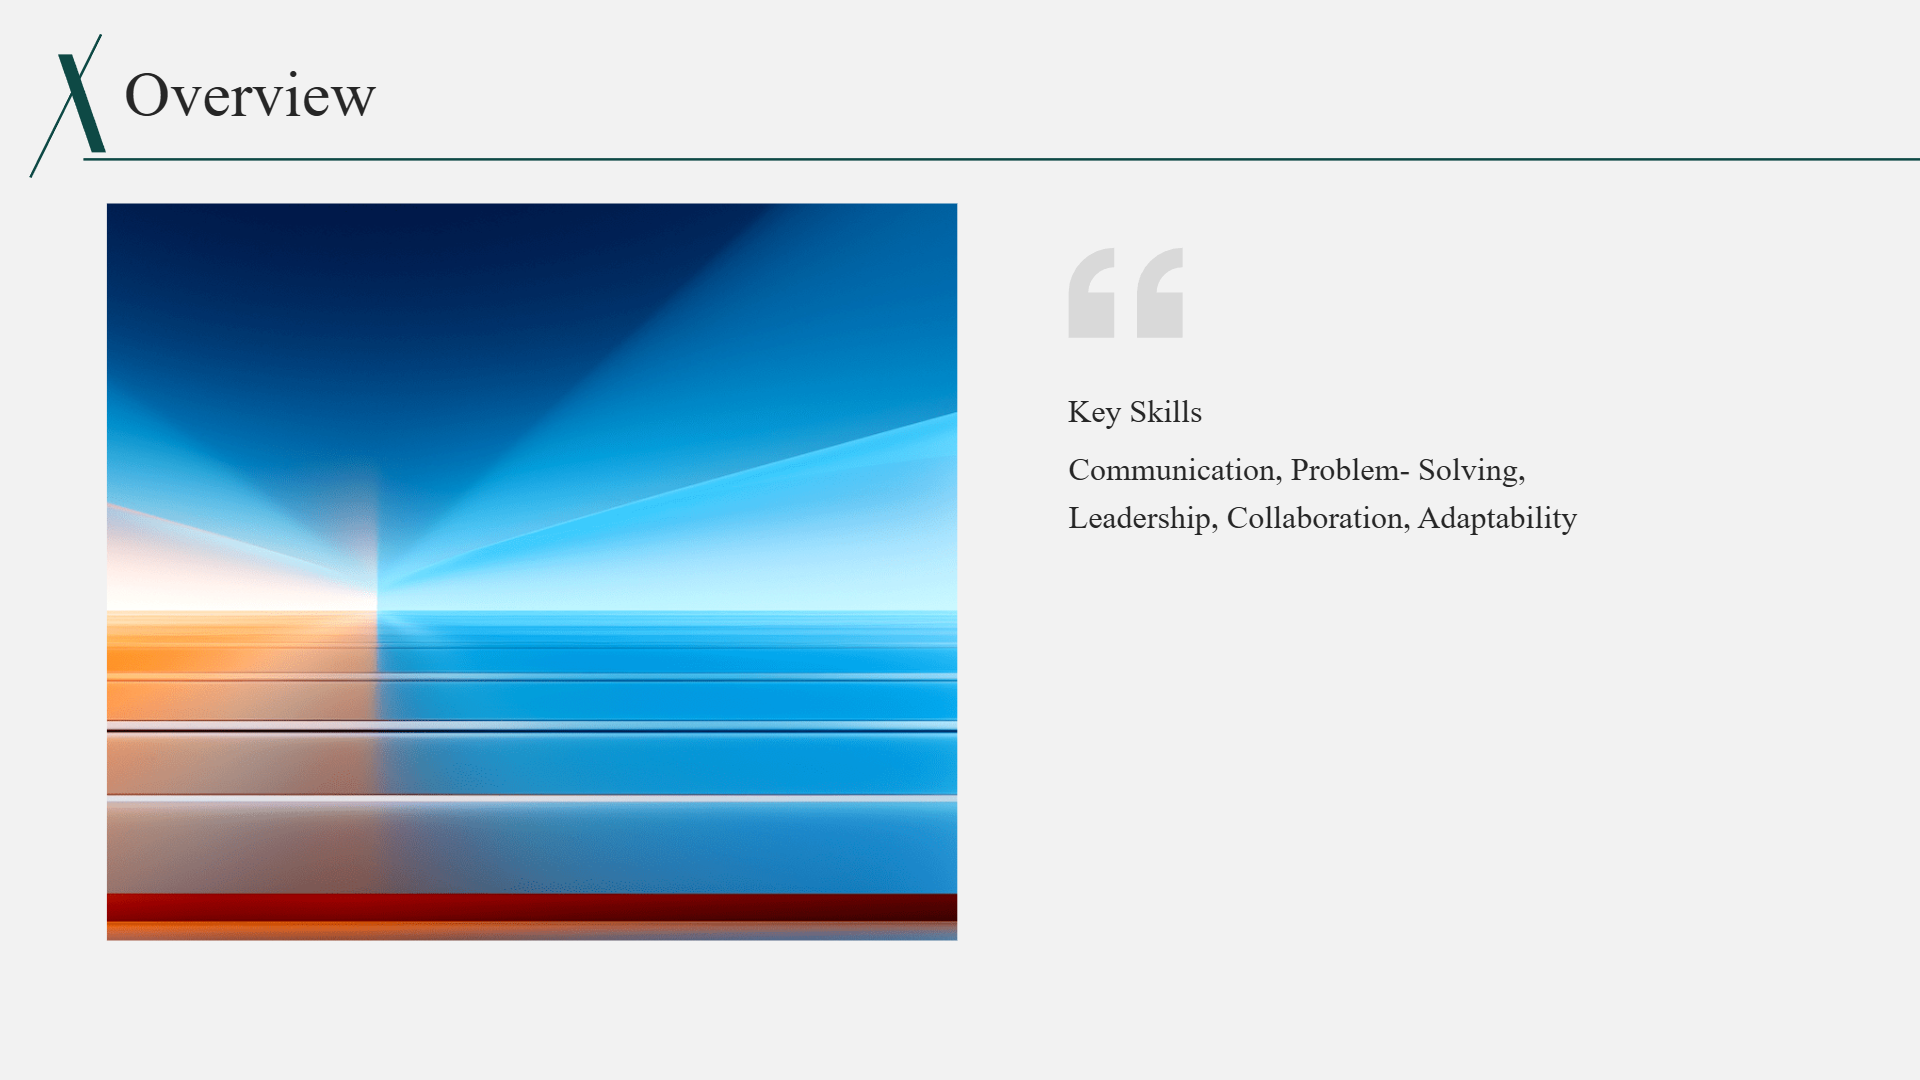 Overview
Key Skills
Communication, Problem- Solving,
Leadership, Collaboration, Adaptability